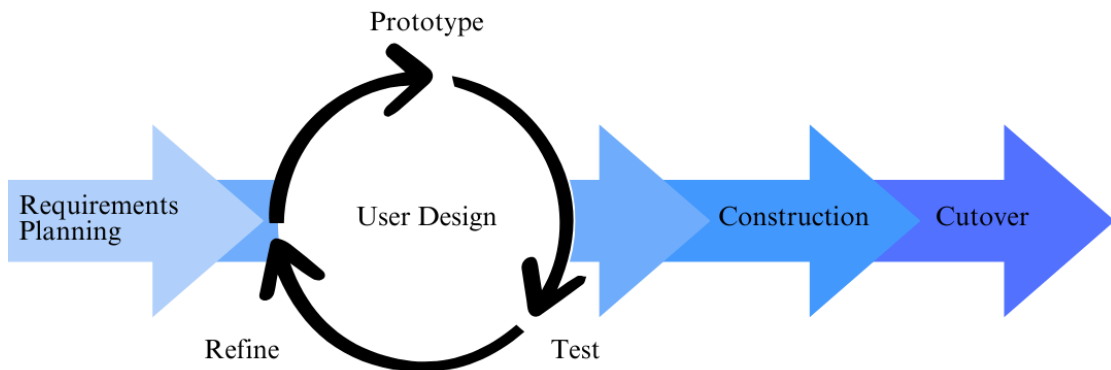 Prototype
Requirements
Planning
User Design
Construction
Cutover
Refine
Test